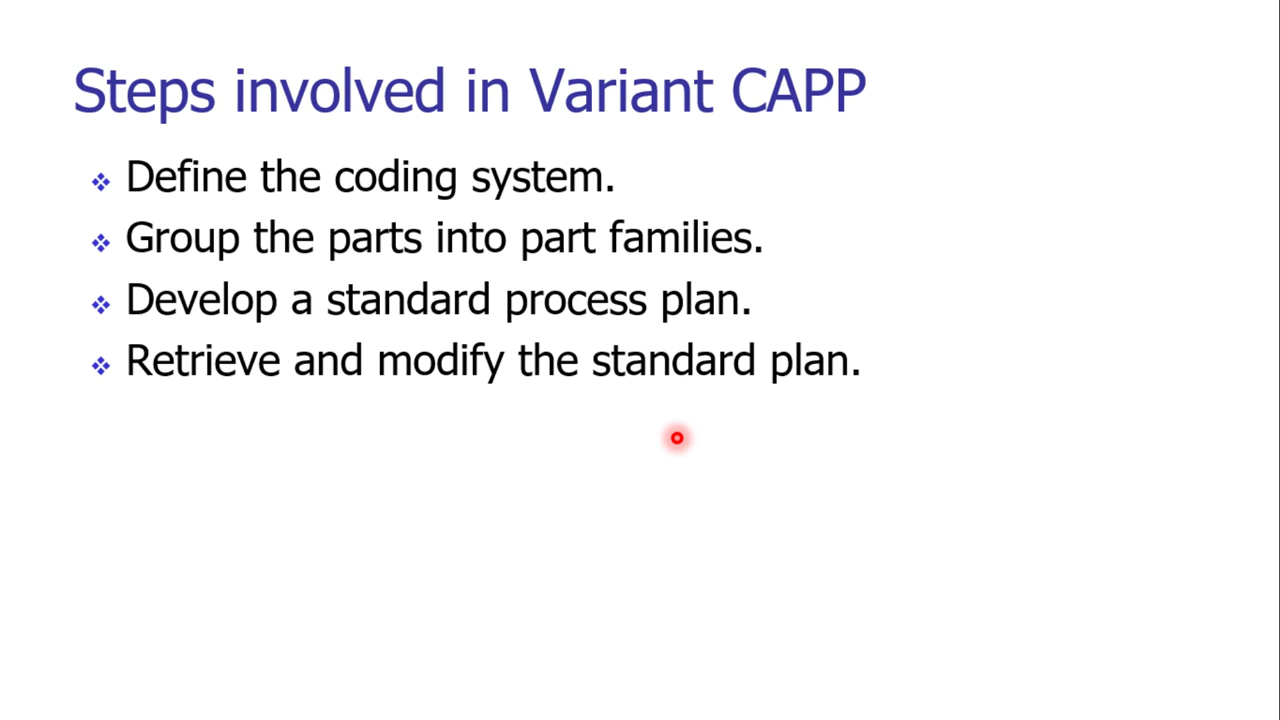 Steps involved in Variant CAPP
Define the coding system.
Group the parts into part families.
Develop a standard process plan.
Retrieve and modify the standard plan.